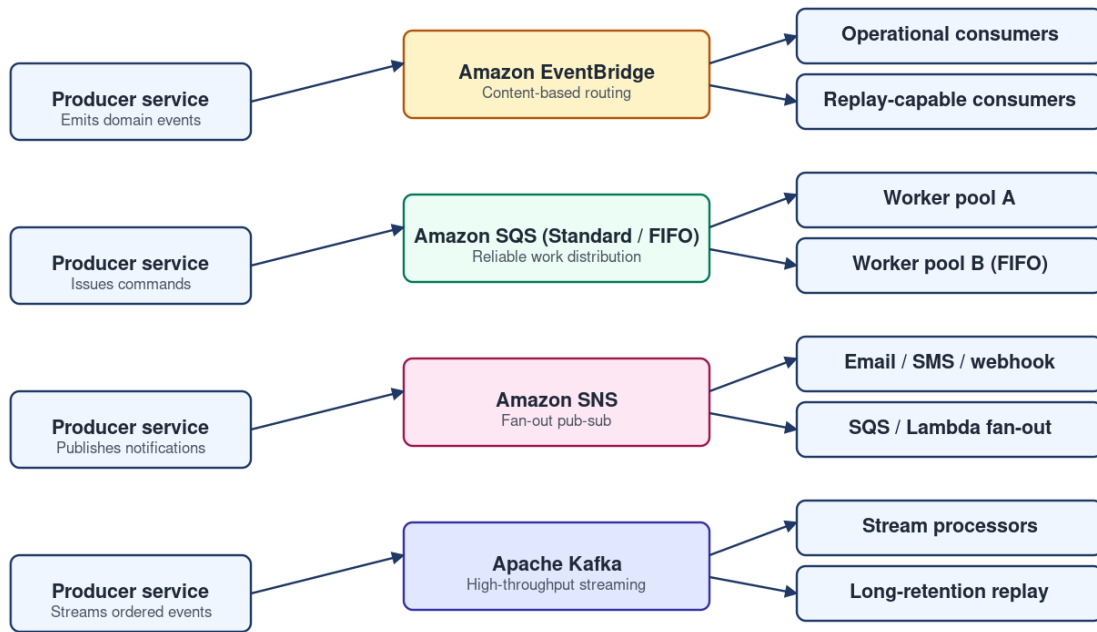 Producer service
Emits domain events
Amazon EventBridge
Content-based routing
Operational consumers
Replay-capable consumers
Producer service
Issues commands
Amazon SQS (Standard / FIFO)
Reliable work distribution
Worker pool A
Worker pool B (FIFO)
Producer service
Publishes notifications
Amazon SNS
Fan-out pub-sub
Email / SMS / webhook
SQS / Lambda fan-out
Producer service
Streams ordered events
Apache Kafka
High-throughput streaming
Stream processors
Long-retention replay